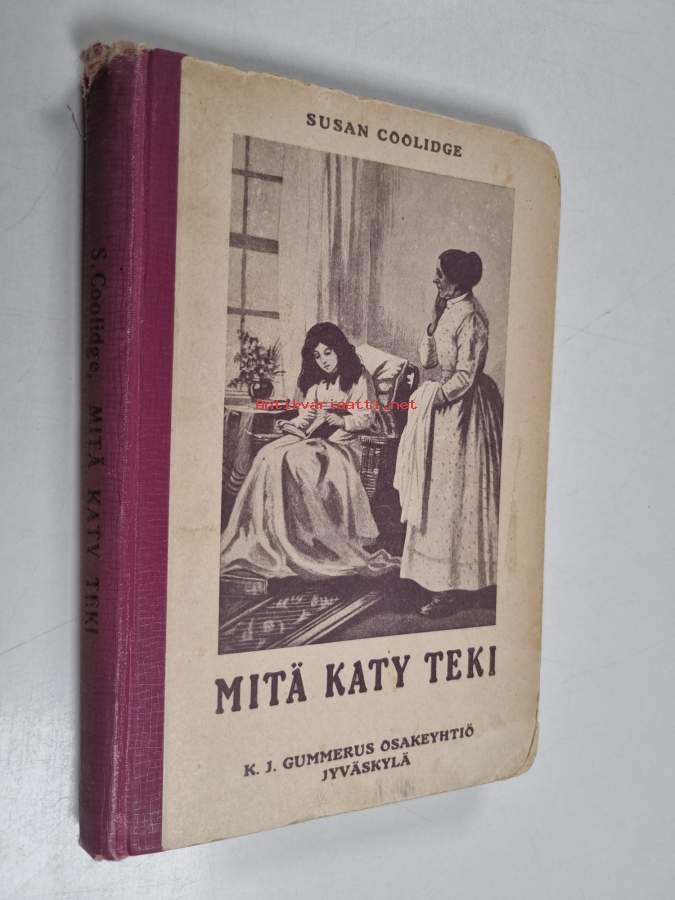 SUSAN COOLIDGE
antikvariaatti.net
MITÄ KATY TEKI
K. J. GUMMERUS OSAKEYHTIÖ
JYVÄSKYLÄ
S. Coolidge. MITÄ KATY TEKI